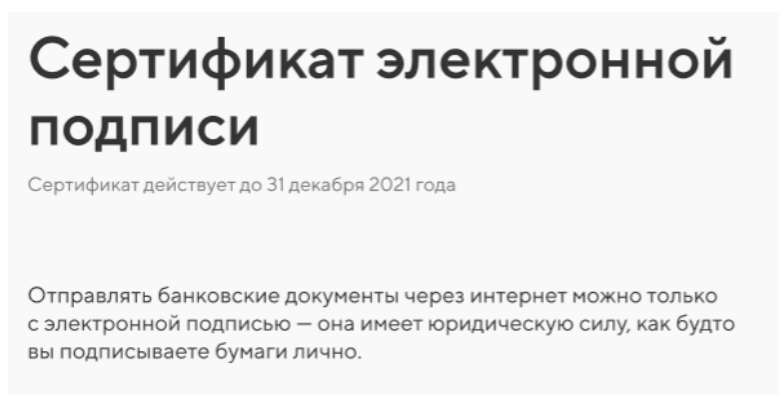 Сертификат электронной
подписи
Сертификат действует до 31 декабря 2021 года
Отправлять банковские документы через интернет можно только
с электронной подписью — она имеет юридическую силу, как будто
вы подписываете бумаги лично.